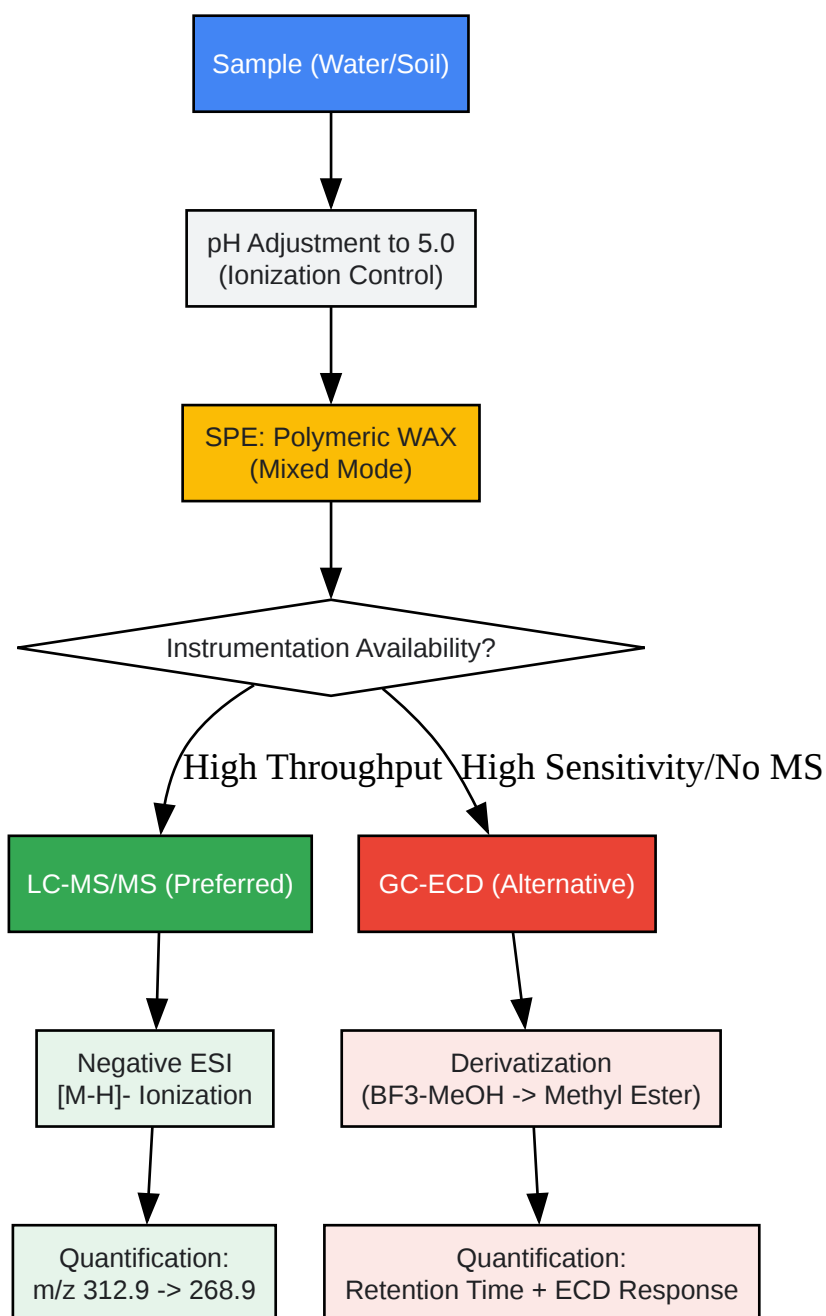 Sample (Water/Soil)
pH Adjustment to 5.0
(Ionization Control)
SPE: Polymeric WAX
(Mixed Mode)
Instrumentation Availability?
High Throughput
High Sensitivity/No MS
LC-MS/MS (Preferred)
GC-ECD (Alternative)
Negative ESI
[M-H]- Ionization
Derivatization
(BF3-MeOH -> Methyl Ester)
Quantification:
m/z 312.9 -> 268.9
Quantification:
Retention Time + ECD Response